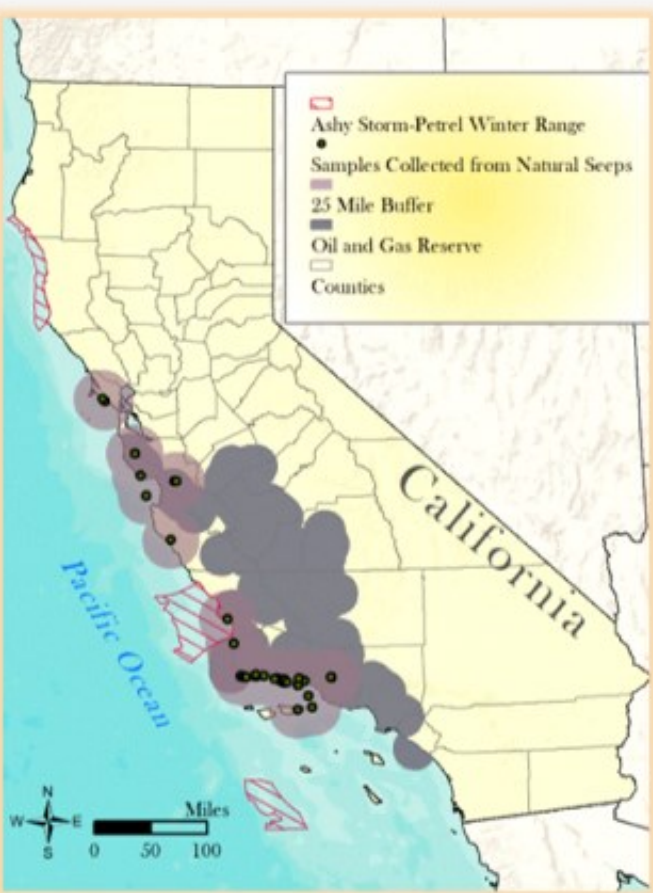 Ashy Storm-Petrel Winter Range
Samples Collected from Natural Seeps
25 Mile Buffer
Oil and Gas Reserve
Counties
California
Pacific Ocean
N
W E
S
Miles
0 50 100